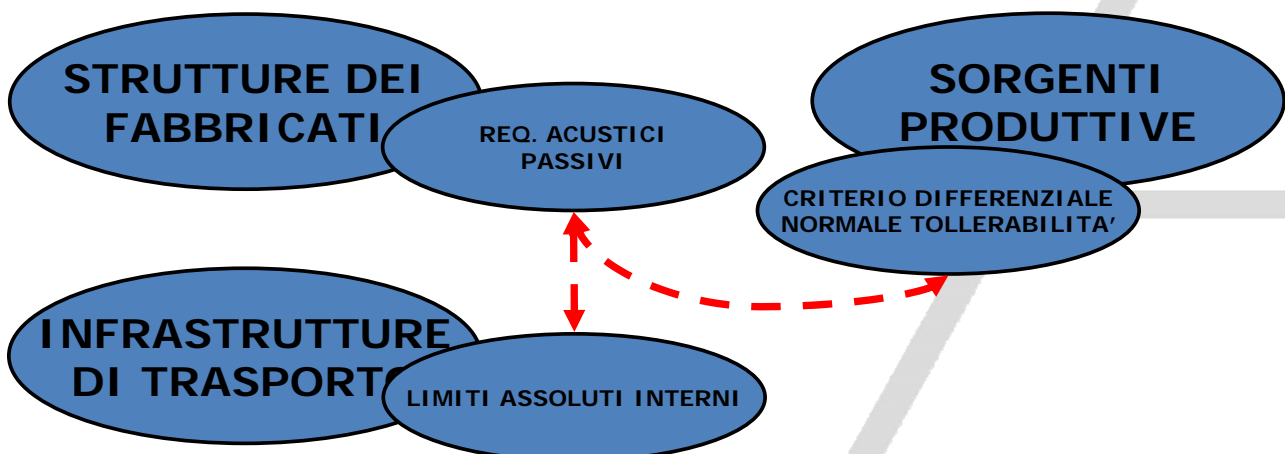 STRUTTURE DEI
FABBRICATI
REQ. ACUSTICI
PASSIVI
SORGENTI
PRODUTTIVE
CRITERIO DIFFERENZIALE
NORMALE TOLLERABILITA’
INFRASTRUTTURE
DI TRASPORTO
LIMITI ASSOLUTI INTERNI